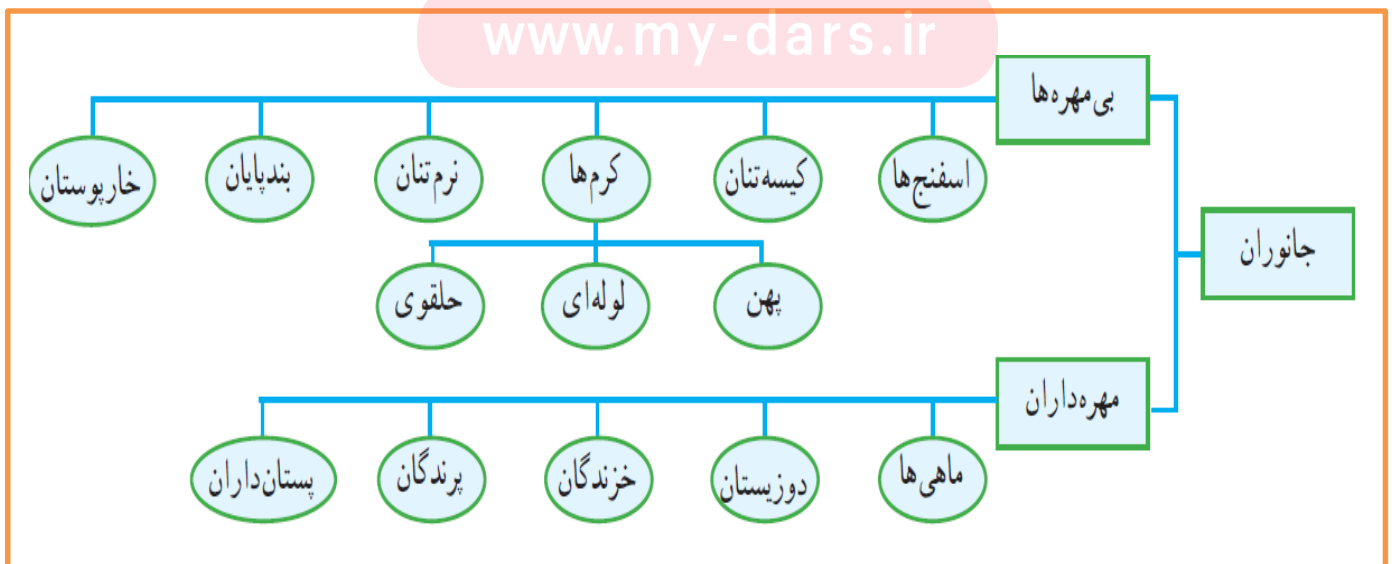 www.my-dars.ir
بی‌مهره‌ها
اسفنج‌ها
کیسه‌تنان
کرم‌ها
نرم‌تنان
بندپایان
خارپوستان
جانوران
پهن
لوله‌ای
حلقوی
مهره‌داران
ماهی‌ها
دوزیستان
خزندگان
پرندگان
پستان‌داران